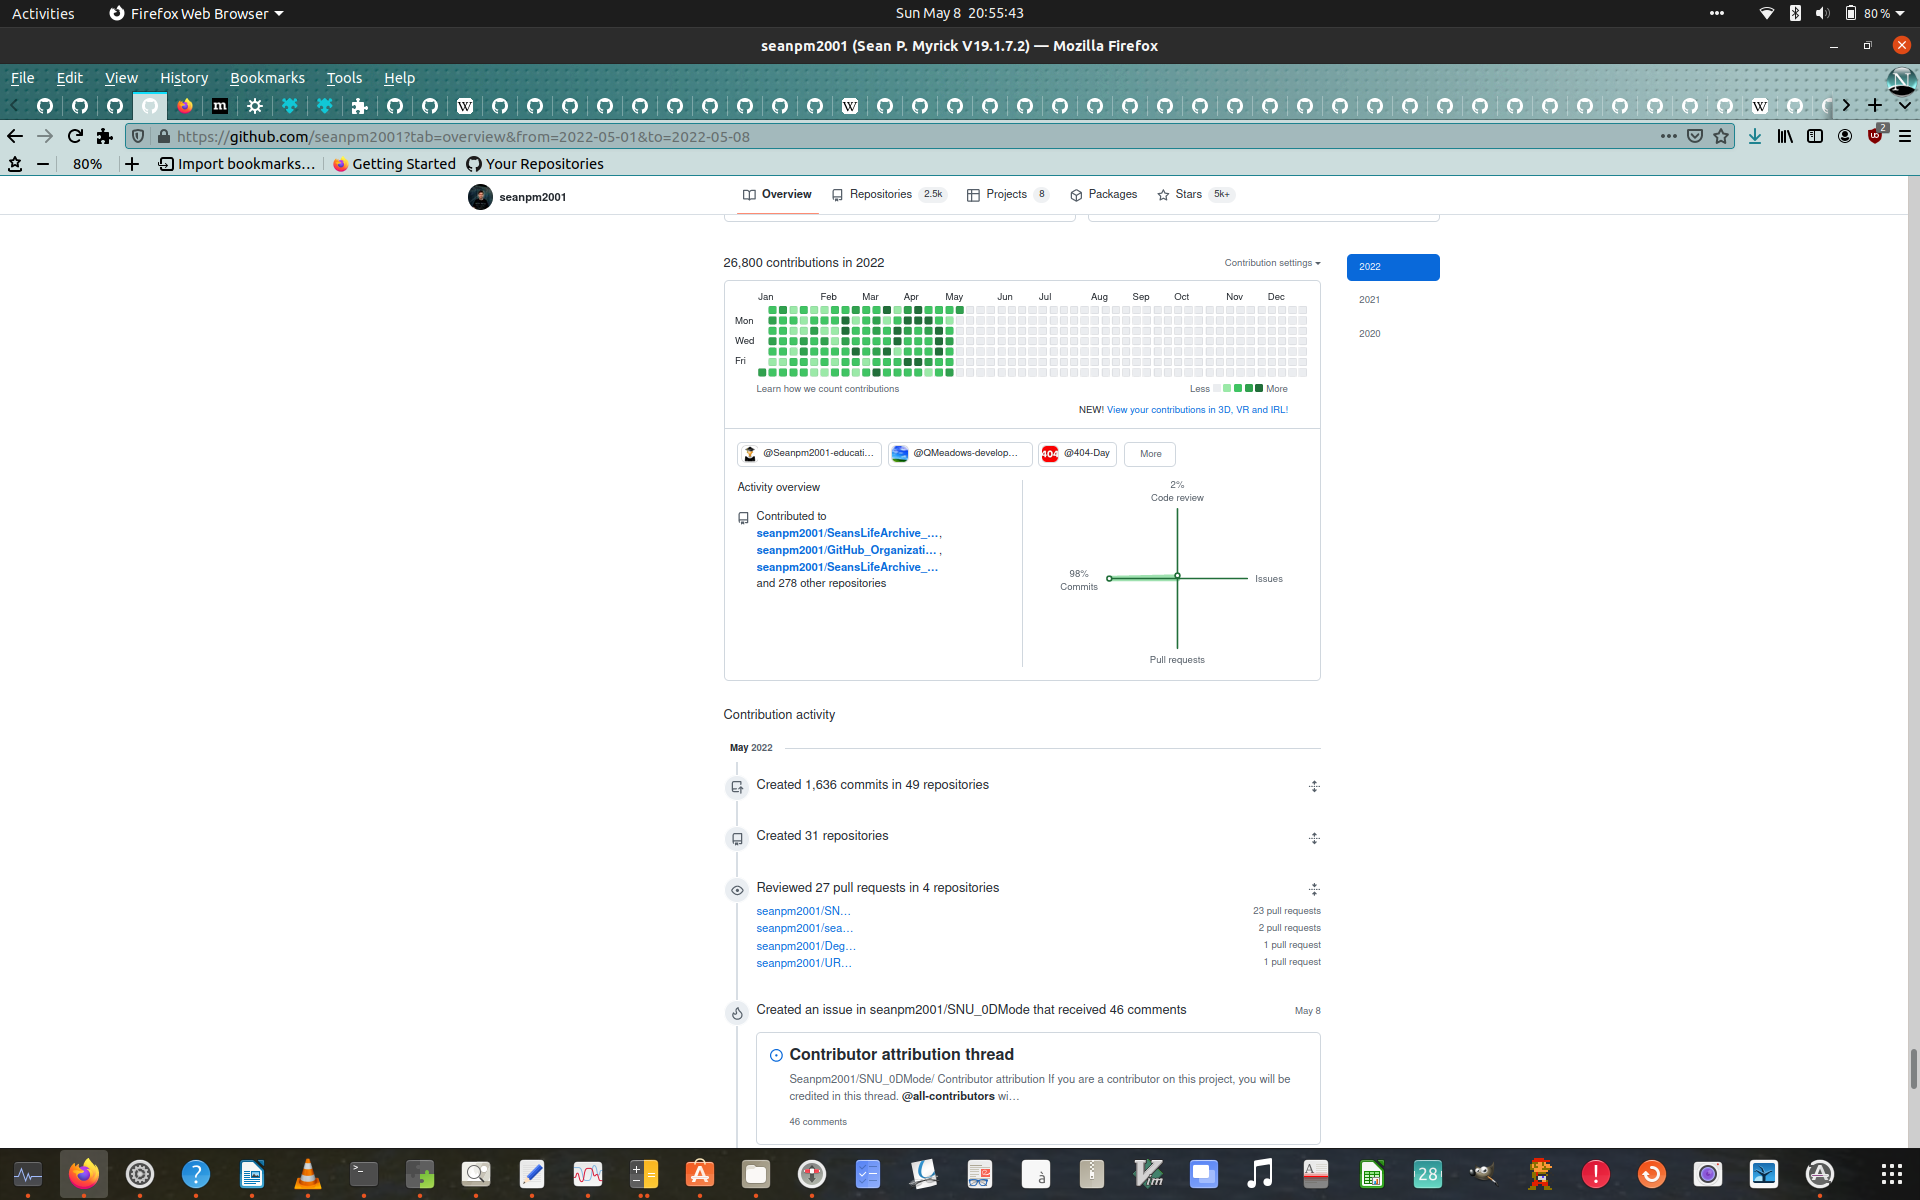 Activities
Firefox Web Browser
Sun May 8 20:55:43
80 %
seanpm2001 (Sean P. Myrick V19.1.7.2) — Mozilla Firefox
File Edit View History Bookmarks Tools Help
https://github.com/seanpm2001?tab=overview&from=2022-05-01&to=2022-05-08
2
80%
Import bookmarks…
Getting Started
Your Repositories
seanpm2001
Overview
Repositories 2.5k
Projects 8
Packages
Stars 5k+
26,800 contributions in 2022
Contribution settings
2022
2021
2020
Jan Feb Mar Apr May Jun Jul Aug Sep Oct Nov Dec
Mon
Wed
Fri
Learn how we count contributions
Less More
NEW! View your contributions in 3D, VR and IRL!
@Seanpm2001-educati…
@QMeadows-develop…
404 @404-Day
More
Activity overview
Contributed to
seanpm2001/SeansLifeArchive_…,
seanpm2001/GitHub_Organizati… ,
seanpm2001/SeansLifeArchive_…
and 278 other repositories
2%
Code review
98%
Commits
Issues
Pull requests
Contribution activity
May 2022
Created 1,636 commits in 49 repositories
Created 31 repositories
Reviewed 27 pull requests in 4 repositories
seanpm2001/SN… 23 pull requests
seanpm2001/sea… 2 pull requests
seanpm2001/Deg… 1 pull request
seanpm2001/UR… 1 pull request
Created an issue in seanpm2001/SNU_0DMode that received 46 comments
May 8
Contributor attribution thread
Seanpm2001/SNU_0DMode/ Contributor attribution If you are a contributor on this project, you will be
credited in this thread. @all-contributors wi…
46 comments
28